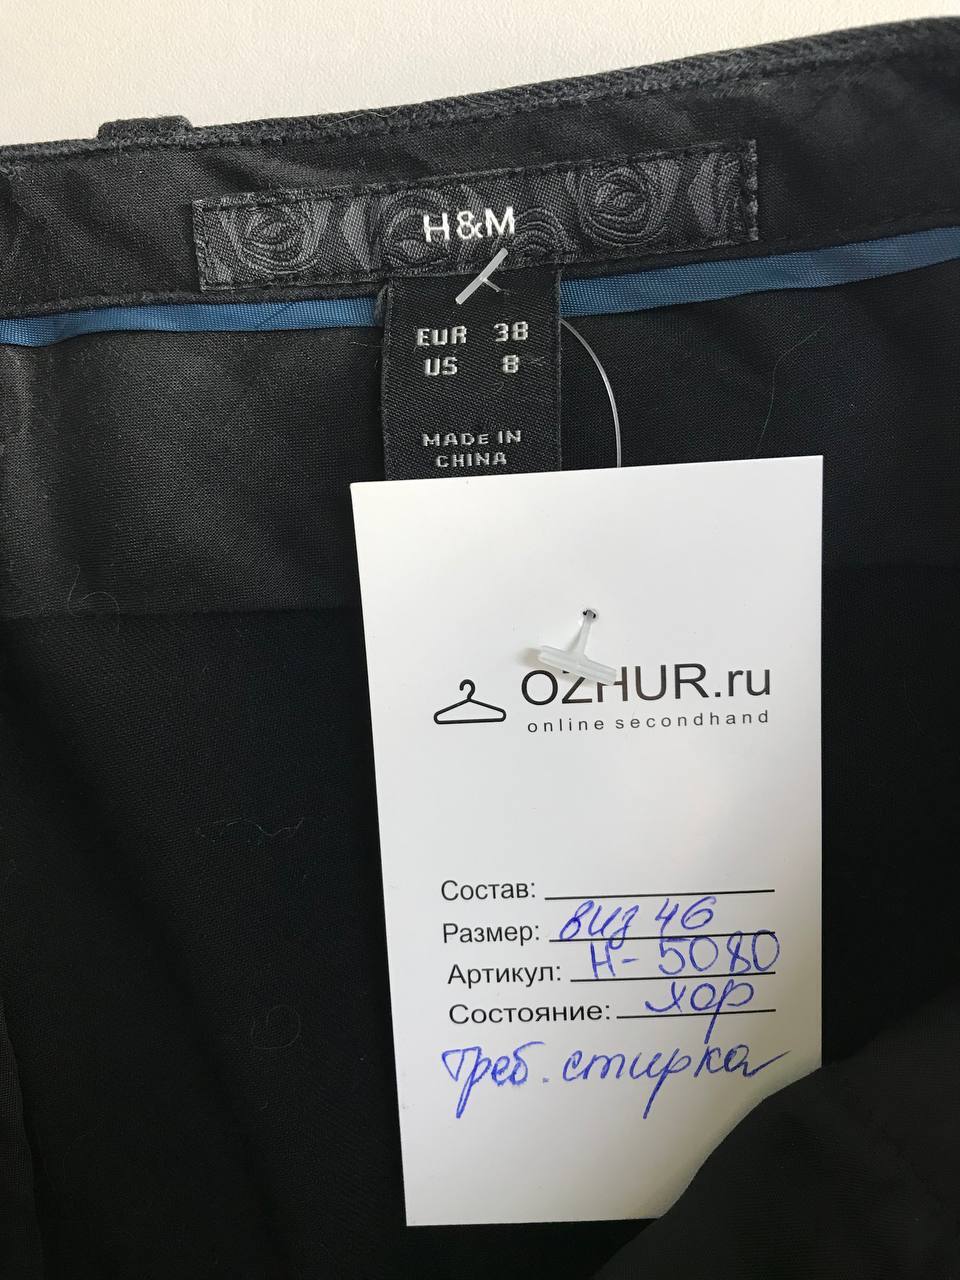 H&M
EUR 38
US 8
MADE IN
CHINA
OZHUR.ru
online secondhand
Состав:
Размер: виз 46
Артикул: Н-5080
Состояние: хор
треб. стирка